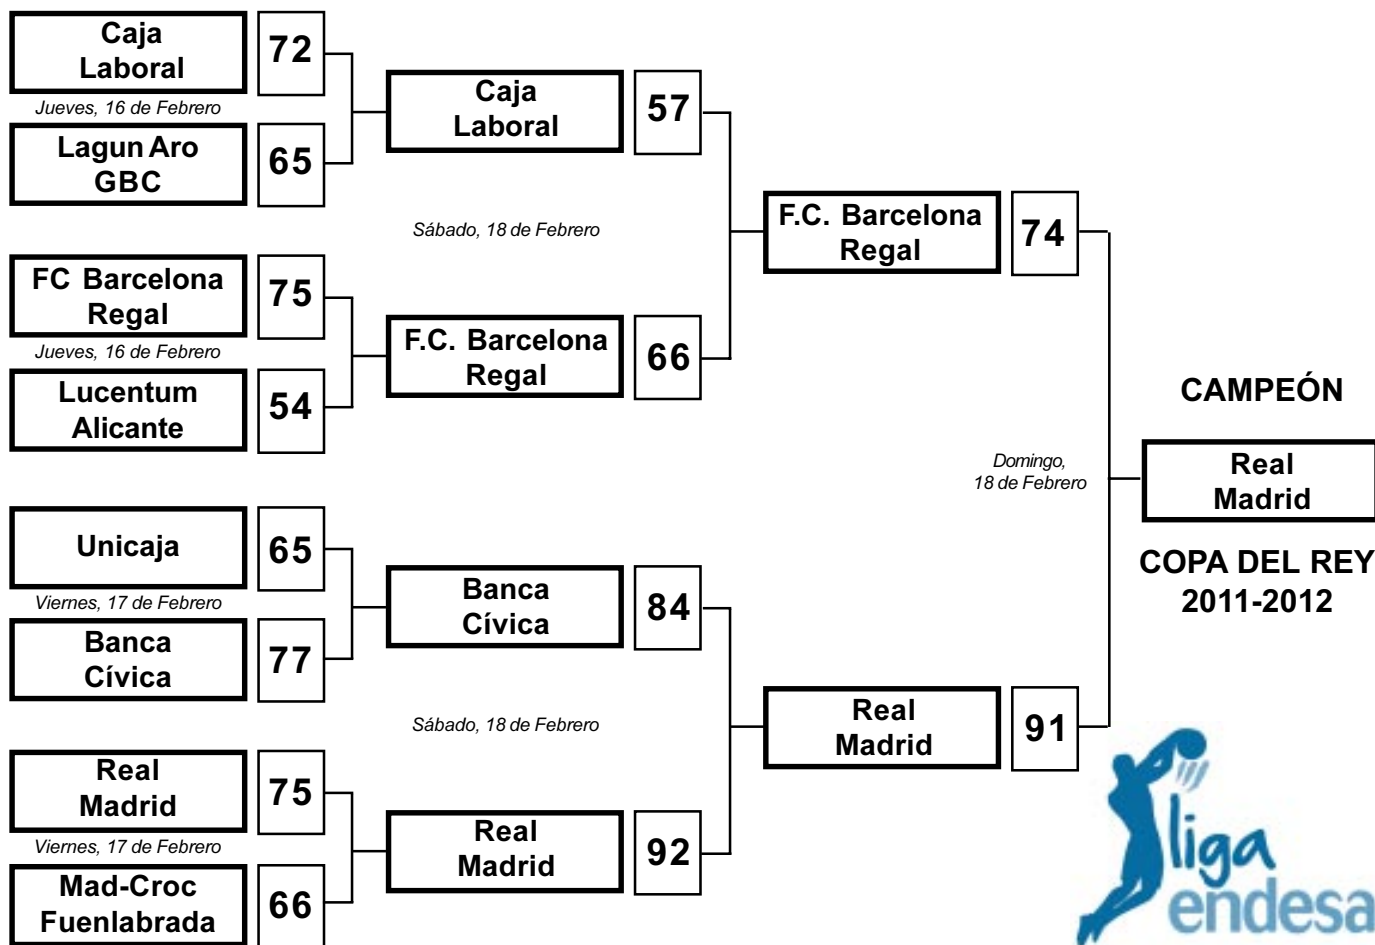 Caja
Laboral
72
Jueves, 16 de Febrero
Lagun Aro
GBC
65
FC Barcelona
Regal
75
Jueves, 16 de Febrero
Lucentum
Alicante
54
Unicaja
65
Viernes, 17 de Febrero
Banca
Cívica
77
Real
Madrid
75
Viernes, 17 de Febrero
Mad-Croc
Fuenlabrada
66
Caja
Laboral
57
Sábado, 18 de Febrero
F.C. Barcelona
Regal
66
Banca
Cívica
84
Sábado, 18 de Febrero
Real
Madrid
92
F.C. Barcelona
Regal
74
Domingo,
18 de Febrero
Real
Madrid
91
CAMPEÓN
Real
Madrid
COPA DEL REY
2011-2012
liga
endesa